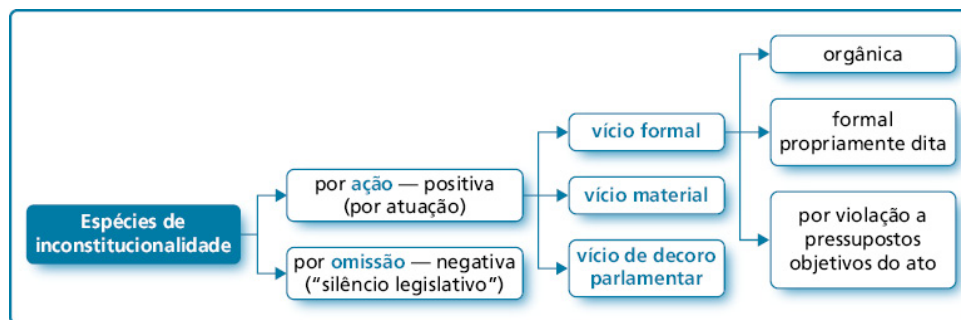 Espécies de
inconstitucionalidade
por ação — positiva
(por atuação)
por omissão — negativa
(“silêncio legislativo”)
vício formal
vício material
vício de decoro
parlamentar
orgânica
formal
propriamente dita
por violação a
pressupostos
objetivos do ato